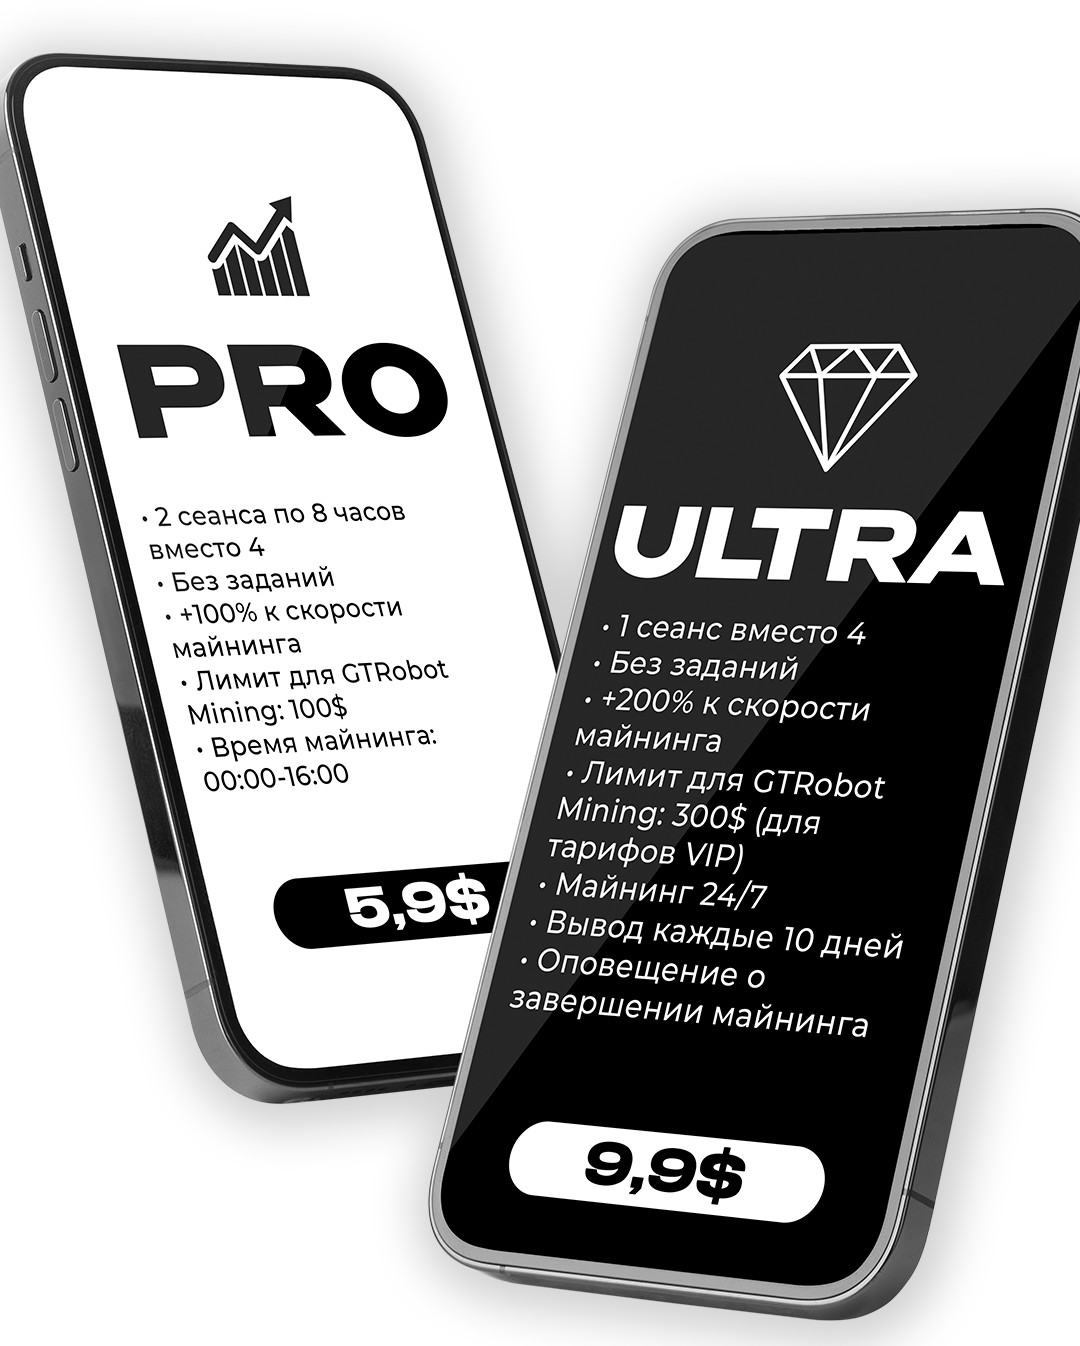 PRO
· 2 сеанса по 8 часов
вместо 4
· Без заданий
· +100% к скорости
майнинга
· Лимит для GTRobot
Mining: 100$
· Время майнинга:
00:00-16:00
5,9$
ULTRA
· 1 сеанс вместо 4
· Без заданий
· +200% к скорости
майнинга
· Лимит для GTRobot
Mining: 300$ (для
тарифов VIP)
· Майнинг 24/7
· Вывод каждые 10 дней
· Оповещение о
завершении майнинга
9,9$